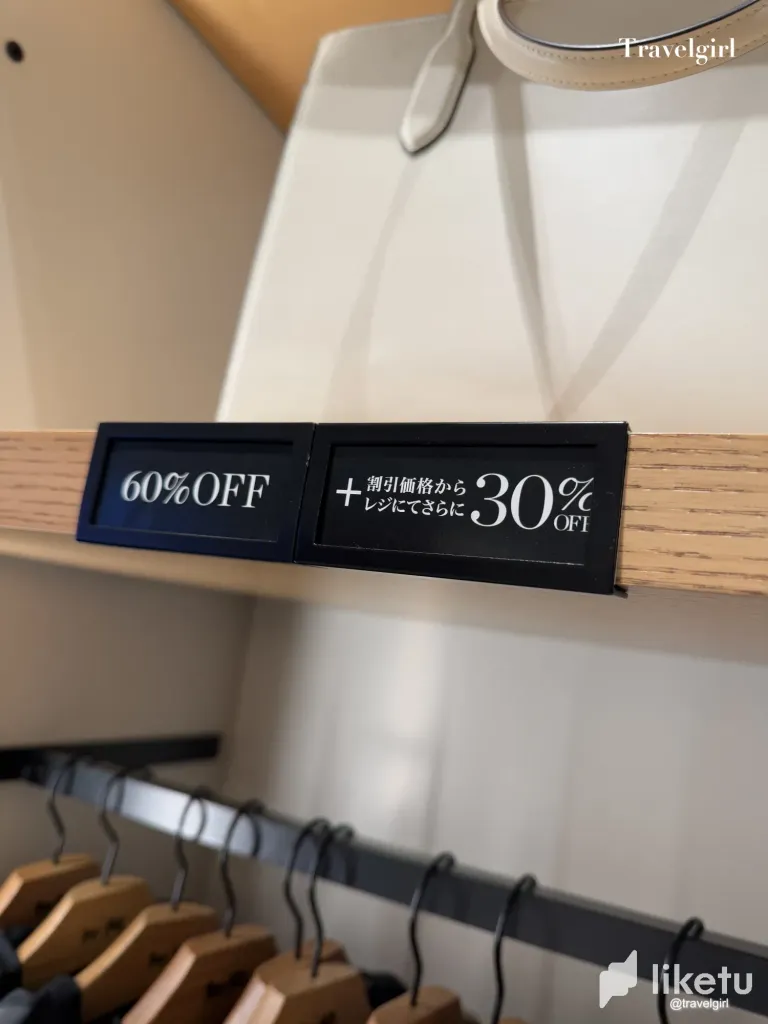 Travelgirl
60%OFF
+ 割引価格から
レジにてさらに
30%
OFF
liketu
@travelgirl